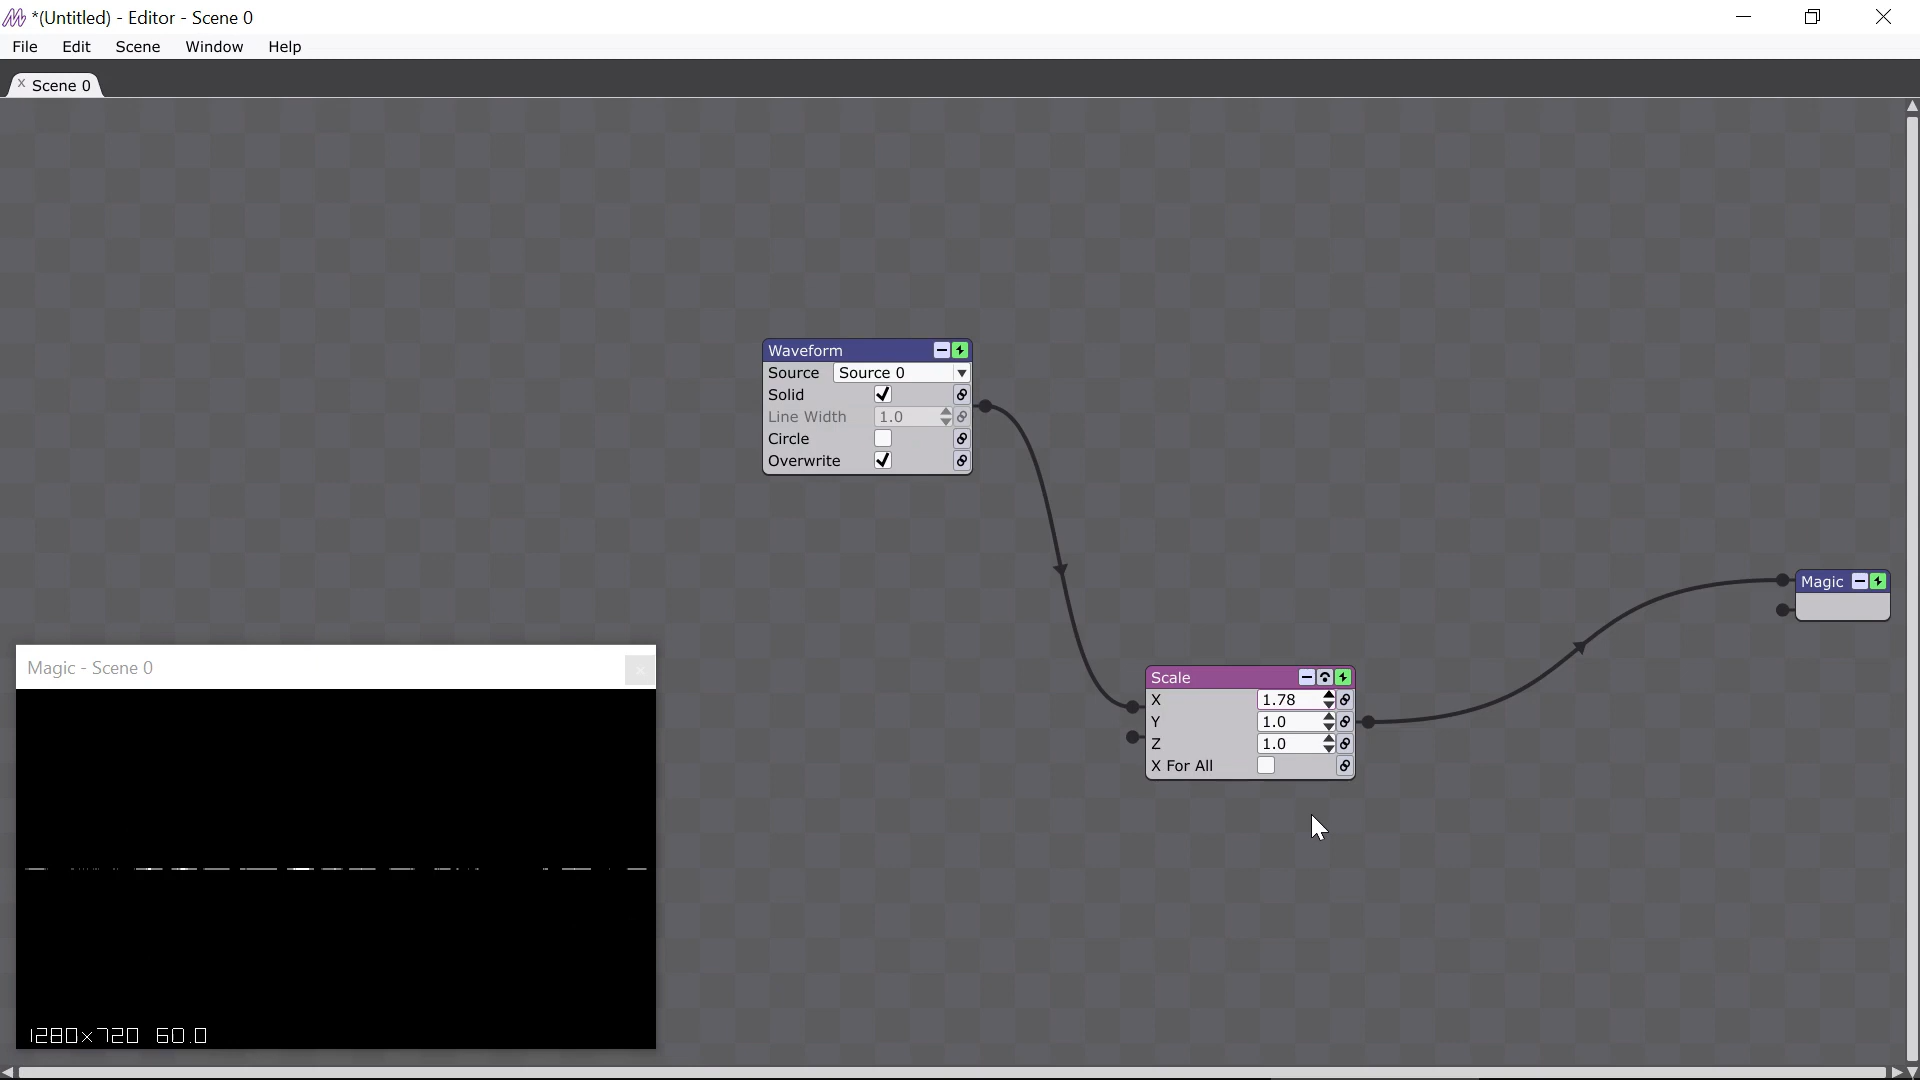 *(Untitled) - Editor - Scene 0
File Edit Scene Window Help
x Scene 0
Waveform
Source Source 0
Solid
Line Width 1.0
Circle
Overwrite
Magic
Scale
X 1.78
Y 1.0
Z 1.0
X For All
Magic - Scene 0
1280x720 60.0